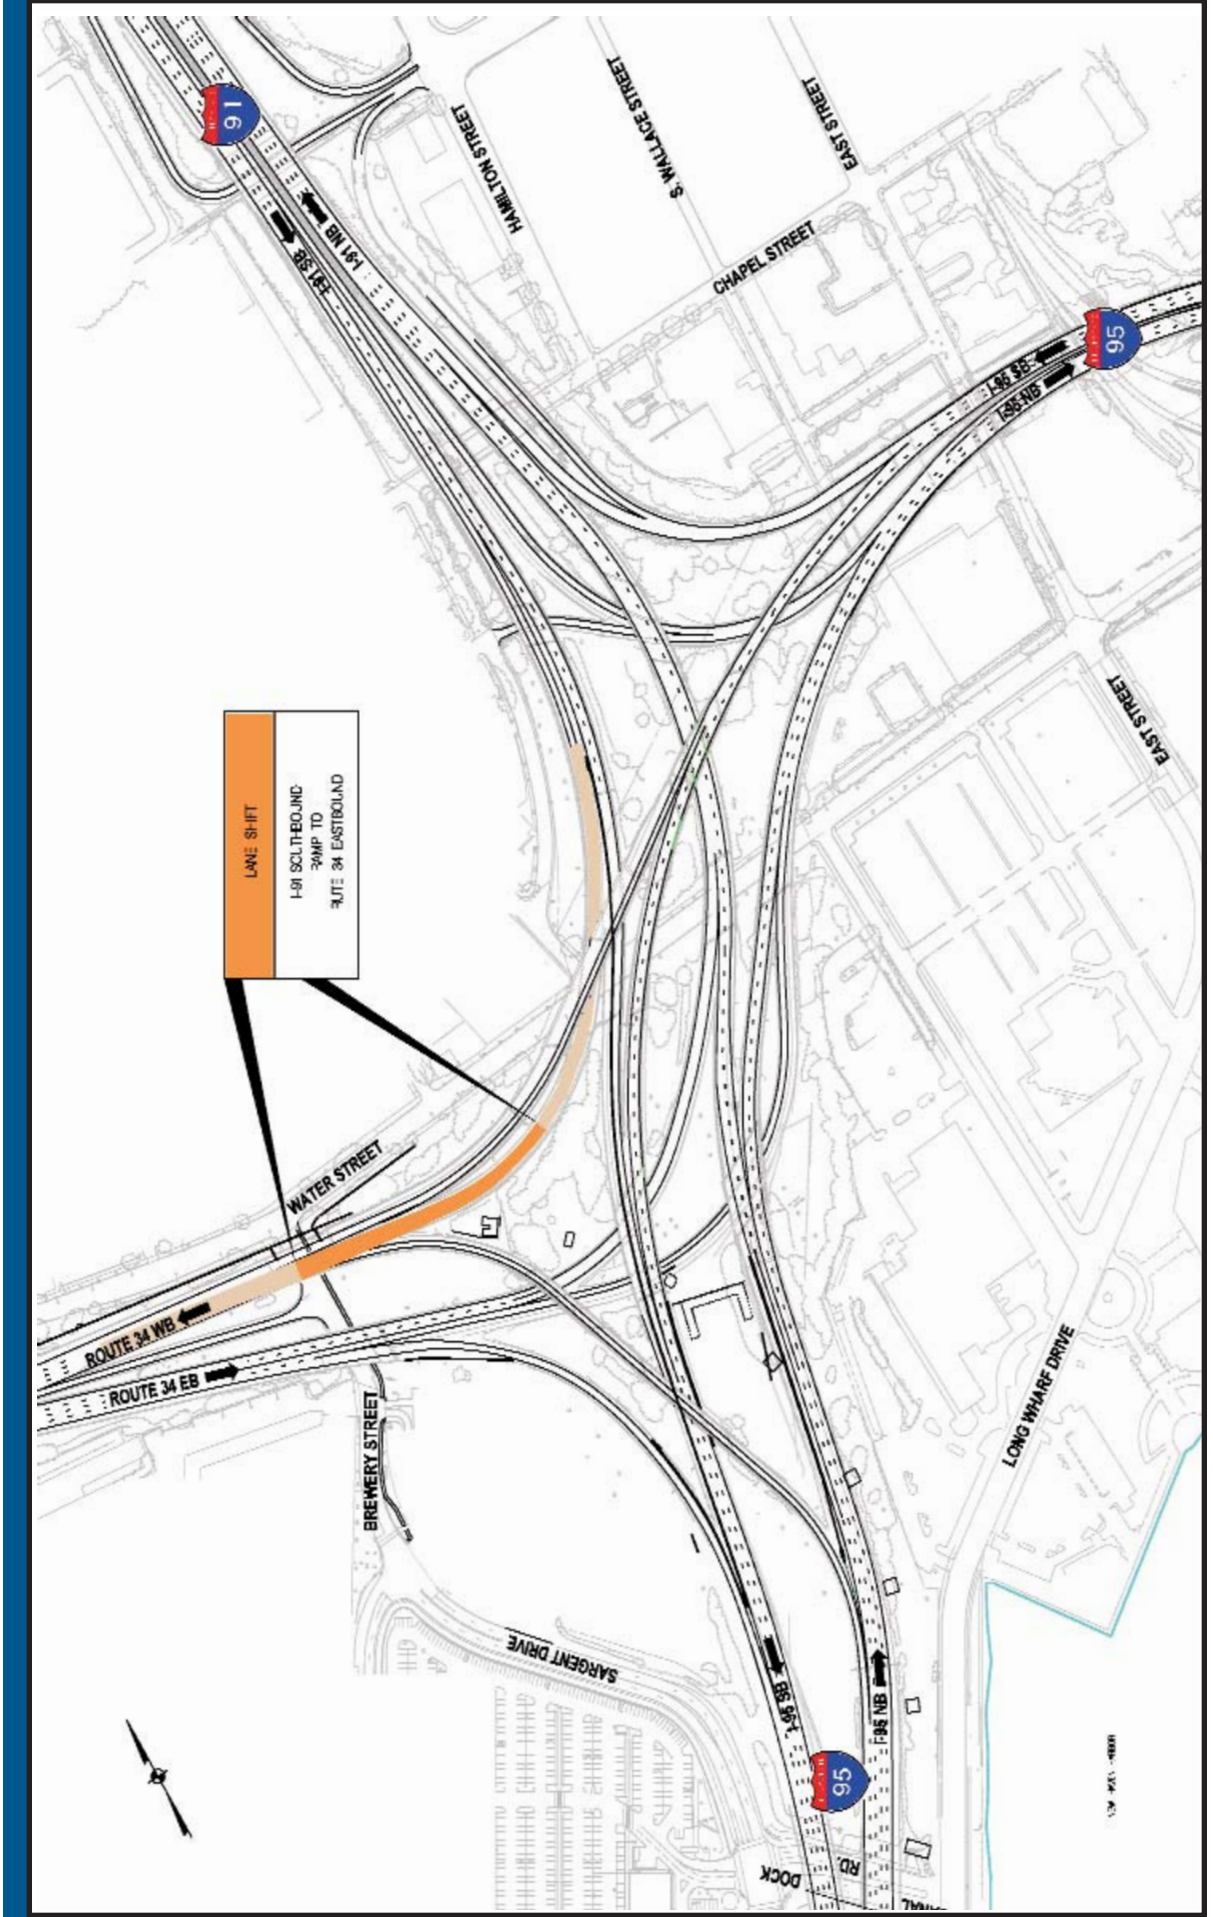 91
I-91 SB
I-91 NB
HAMILTON STREET
S. WALLACE STREET
EAST STREET
CHAPEL STREET
I-95 SB
I-95 NB
95
EAST STREET
LANE SHIFT
I-91 SOUTHBOUND
RAMP TO
ROUTE 34 EASTBOUND
WATER STREET
ROUTE 34 WB
ROUTE 34 EB
BREWERY STREET
LONG WHARF DRIVE
SARGENT DRIVE
I-95 SB
I-95 NB
95
DOCK
RD.